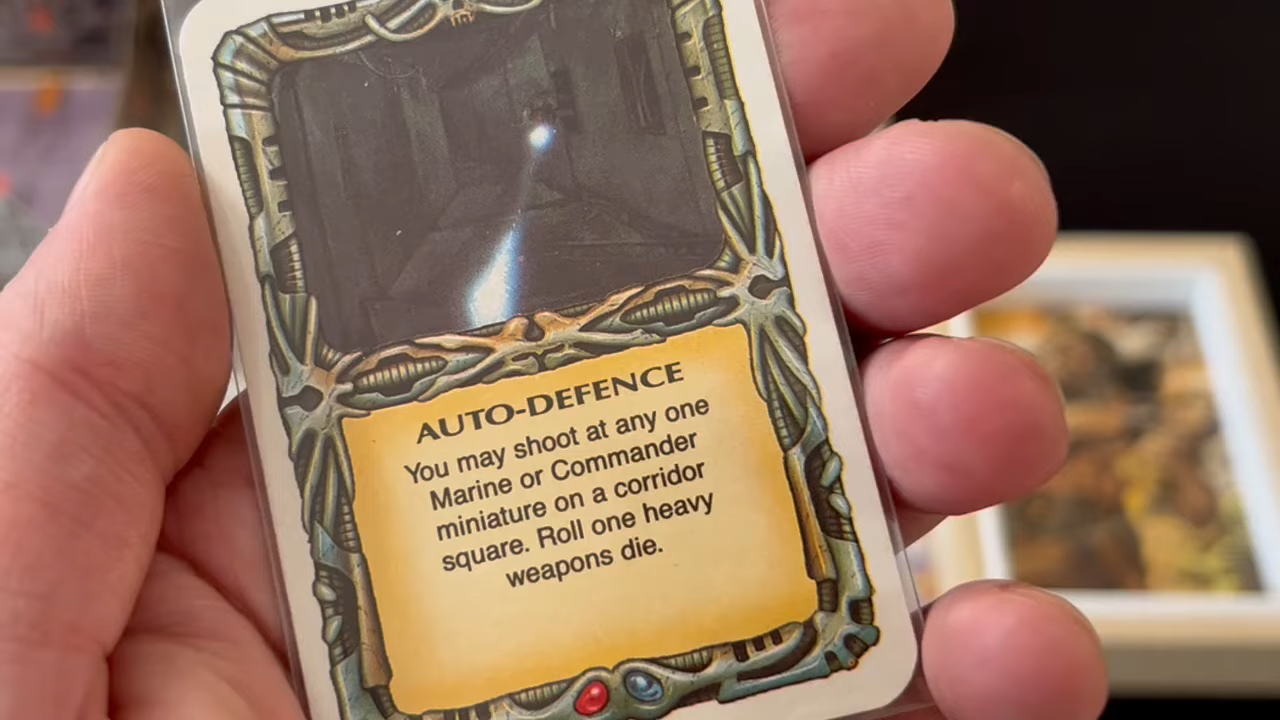 AUTO-DEFENCE
You may shoot at any one
Marine or Commander
miniature on a corridor
square. Roll one heavy
weapons die.